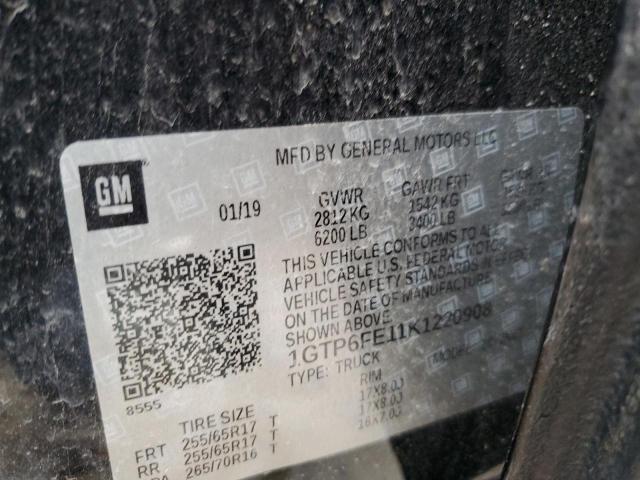 MFD BY GENERAL MOTORS LLC
GM
01/19
GVWR
2812 KG
6200 LB
GAWR FRT
1542 KG
3400 LB
THIS VEHICLE CONFORMS TO ALL
APPLICABLE U.S. FEDERAL MOTOR
VEHICLE SAFETY STANDARDS IN EFFECT
ON THE DATE OF MANUFACTURE
SHOWN ABOVE.
1GTP6FE11K1220908
TYPE: TRUCK
MODEL:
8555
TIRE SIZE
RIM
FRT 255/65R17 T 17X8.0J
RR 255/65R17 T 17X8.0J
265/70R16 T 16X7.0J